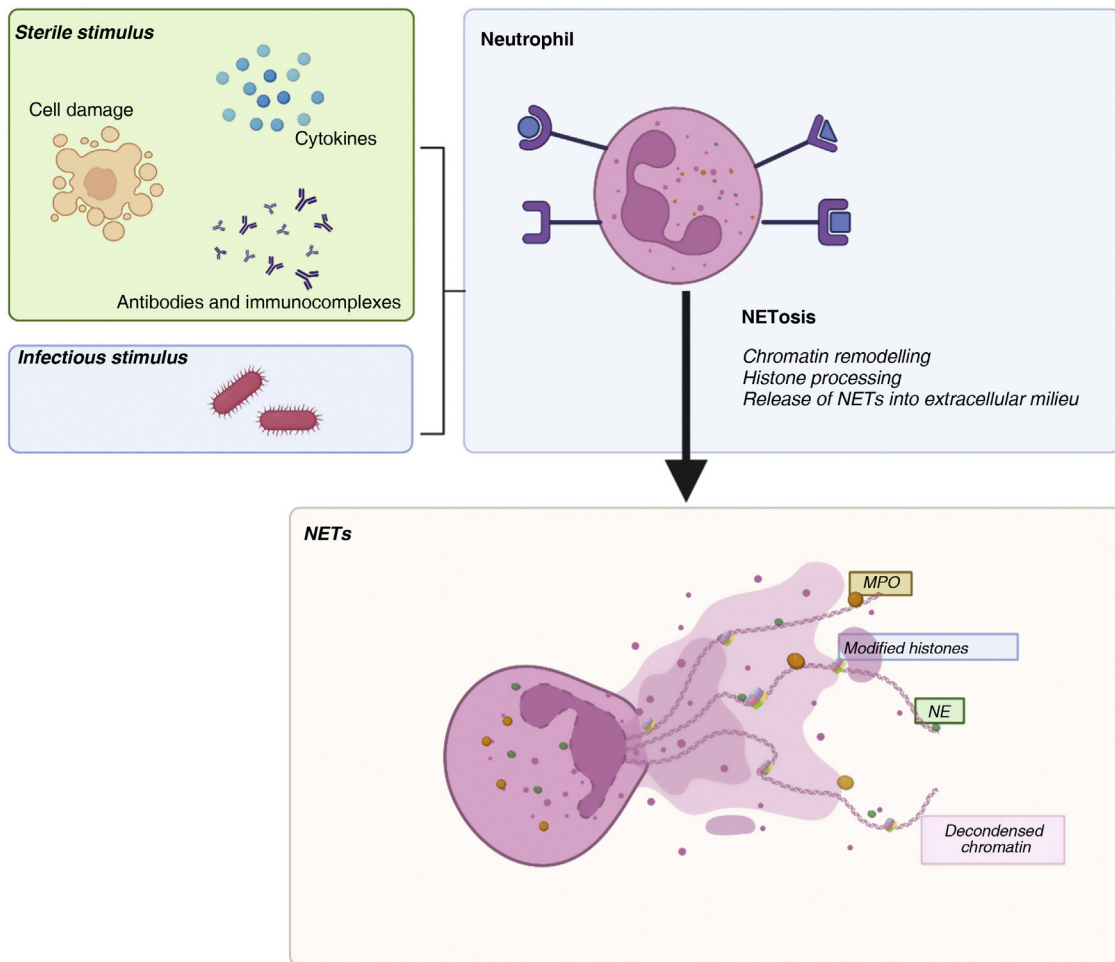 Sterile stimulus
Cell damage
Cytokines
Antibodies and immunocomplexes
Infectious stimulus
Neutrophil
NETosis
Chromatin remodelling
Histone processing
Release of NETs into extracellular milieu
NETs
MPO
Modified histones
NE
Decondensed
chromatin